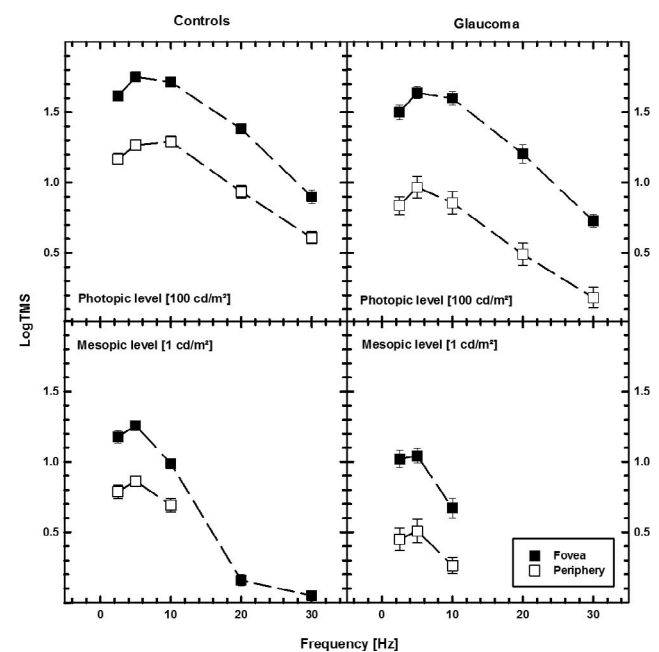 Controls
Glaucoma
LogTMS
1.5
1.0
0.5
Photopic level [100 cd/m²]
Photopic level [100 cd/m²]
1.5
1.0
0.5
Mesopic level [1 cd/m²]
Mesopic level [1 cd/m²]
1.5
1.0
0.5
1.5
1.0
0.5
Fovea
Periphery
0 10 20 30
0 10 20 30
Frequency [Hz]